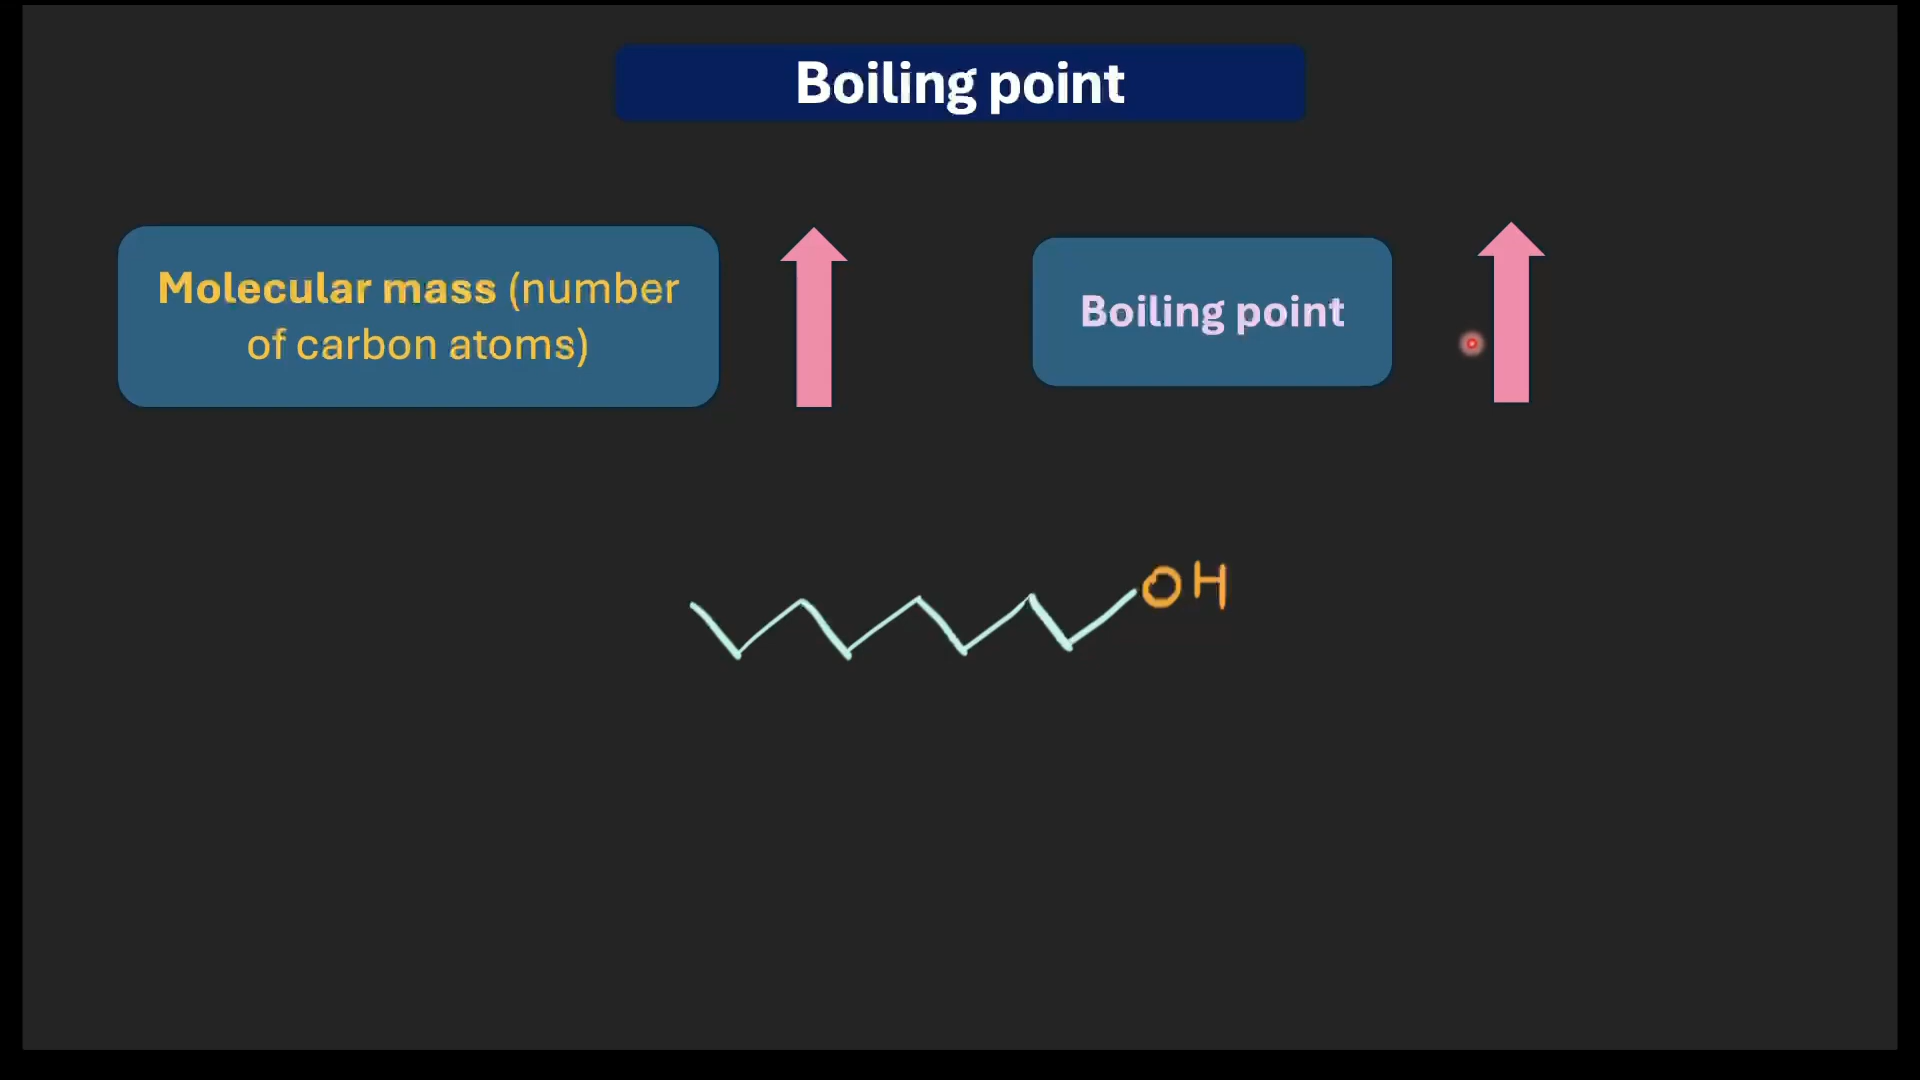 Boiling point
Molecular mass (number
of carbon atoms)
Boiling point
OH